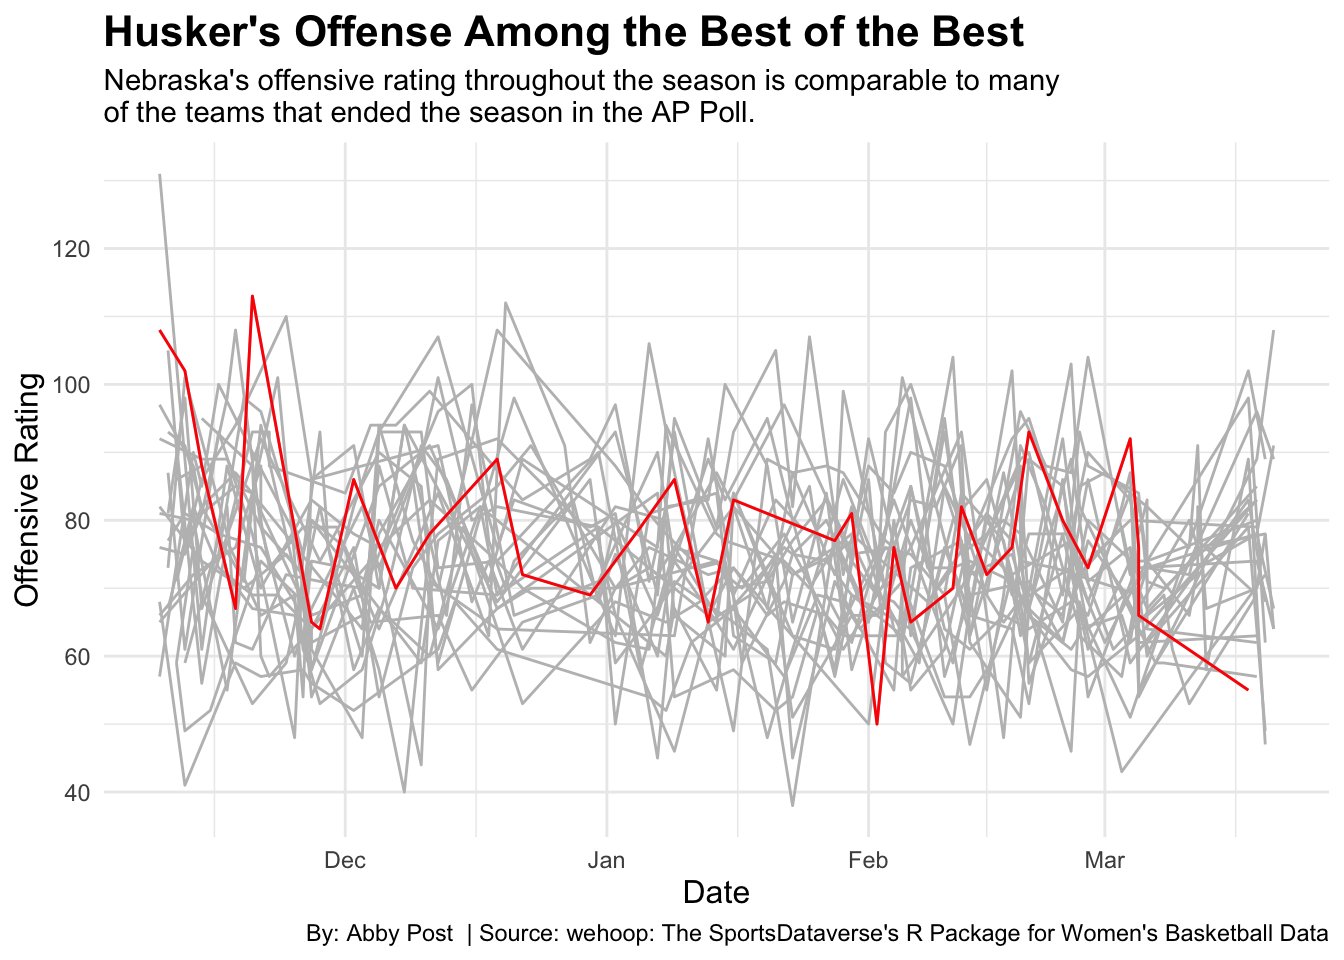 Husker's Offense Among the Best of the Best
Nebraska's offensive rating throughout the season is comparable to many
of the teams that ended the season in the AP Poll.
Offensive Rating
120
100
80
60
40
Dec Jan Feb Mar
Date
By: Abby Post  | Source: wehoop: The SportsDataverse's R Package for Women's Basketball Data